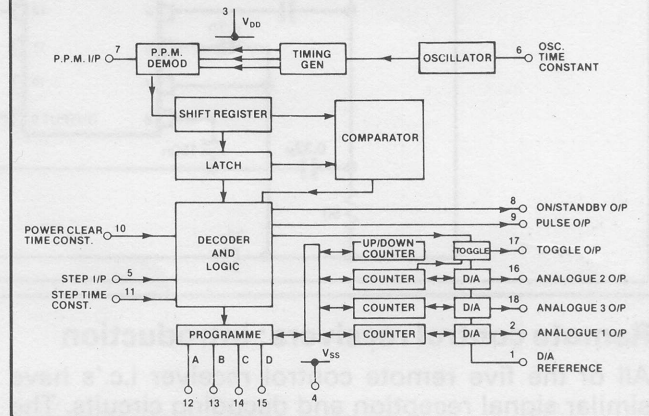 3
V_DD
7
P.P.M. I/P
P.P.M. DEMOD
TIMING GEN
OSCILLATOR
6
OSC. TIME CONSTANT
SHIFT REGISTER
COMPARATOR
LATCH
8
ON/STANDBY O/P
9
PULSE O/P
POWER CLEAR TIME CONST.
10
DECODER AND LOGIC
UP/DOWN COUNTER
TOGGLE
17
TOGGLE O/P
STEP I/P
5
COUNTER
D/A
16
ANALOGUE 2 O/P
STEP TIME CONST.
11
COUNTER
D/A
18
ANALOGUE 3 O/P
PROGRAMME
COUNTER
D/A
2
ANALOGUE 1 O/P
V_SS
A B C D
1
D/A REFERENCE
12 13 14 15
4
Remote control receivers introduction
All of the five remote control receiver i.c.'s have
similar signal reception and decoding circuits. The